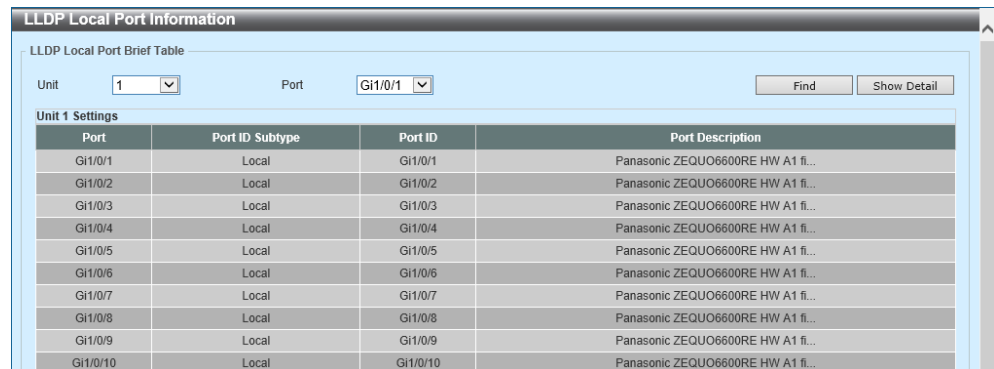 LLDP Local Port Information
LLDP Local Port Brief Table
Unit 1 Port Gi1/0/1 Find Show Detail
Unit 1 Settings
Port Port ID Subtype Port ID Port Description
Gi1/0/1 Local Gi1/0/1 Panasonic ZEQUO6600RE HW A1 fi...
Gi1/0/2 Local Gi1/0/2 Panasonic ZEQUO6600RE HW A1 fi...
Gi1/0/3 Local Gi1/0/3 Panasonic ZEQUO6600RE HW A1 fi...
Gi1/0/4 Local Gi1/0/4 Panasonic ZEQUO6600RE HW A1 fi...
Gi1/0/5 Local Gi1/0/5 Panasonic ZEQUO6600RE HW A1 fi...
Gi1/0/6 Local Gi1/0/6 Panasonic ZEQUO6600RE HW A1 fi...
Gi1/0/7 Local Gi1/0/7 Panasonic ZEQUO6600RE HW A1 fi...
Gi1/0/8 Local Gi1/0/8 Panasonic ZEQUO6600RE HW A1 fi...
Gi1/0/9 Local Gi1/0/9 Panasonic ZEQUO6600RE HW A1 fi...
Gi1/0/10 Local Gi1/0/10 Panasonic ZEQUO6600RE HW A1 fi...